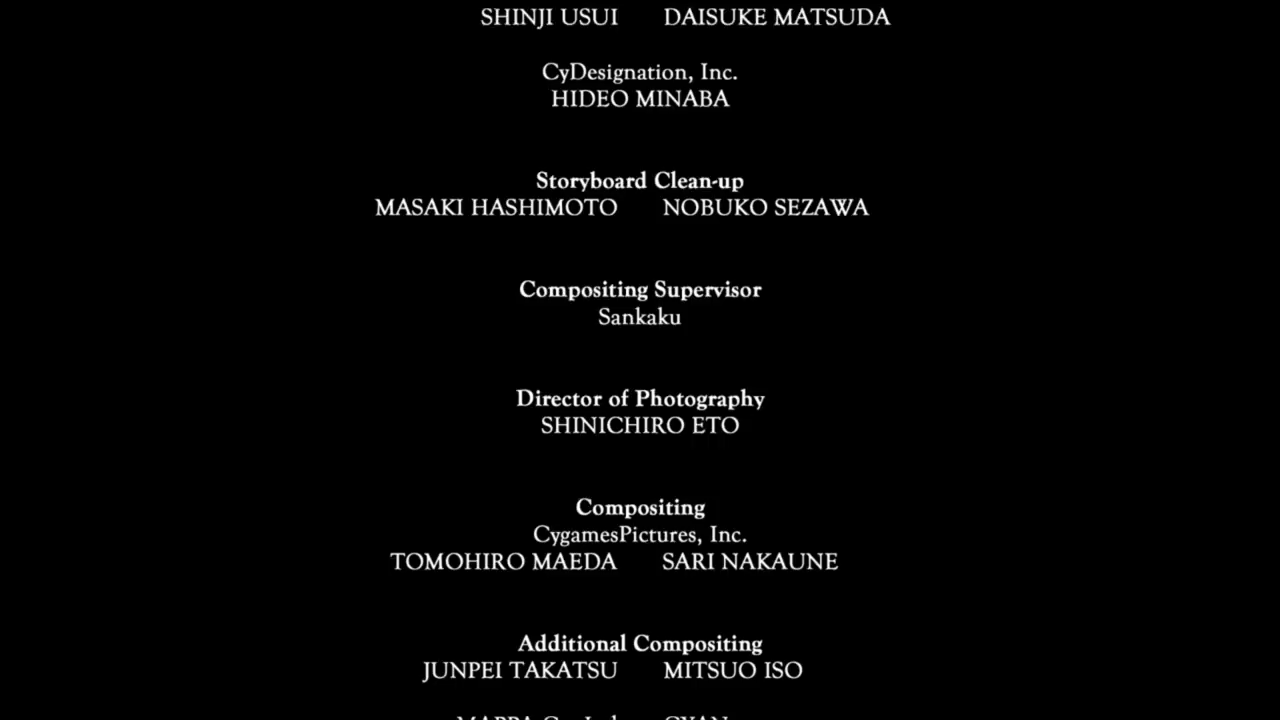 SHINJI USUI DAISUKE MATSUDA
CyDesignation, Inc.
HIDEO MINABA
Storyboard Clean-up
MASAKI HASHIMOTO NOBUKO SEZAWA
Compositing Supervisor
Sankaku
Director of Photography
SHINICHIRO ETO
Compositing
CygamesPictures, Inc.
TOMOHIRO MAEDA SARI NAKAUNE
Additional Compositing
JUNPEI TAKATSU MITSUO ISO